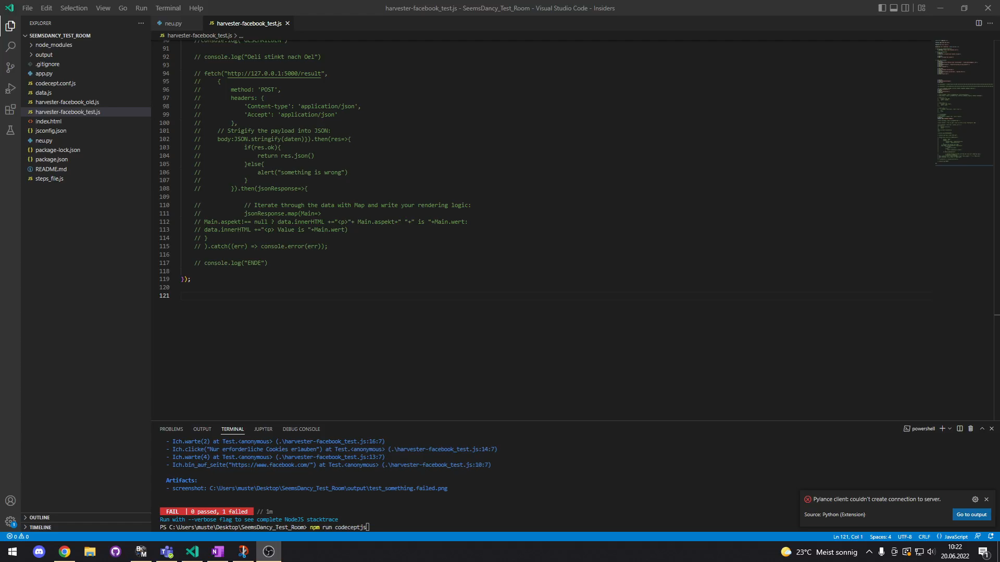 File Edit Selection View Go Run Terminal Help
harvester-facebook_test.js - SeemsDancy_Test_Room - Visual Studio Code - Insiders
EXPLORER
SEEMSDANCY_TEST_ROOM
node_modules
output
.gitignore
app.py
JS codecept.conf.js
JS data.js
JS harvester-facebook_old.js
JS harvester-facebook_test.js
<> index.html
{} jsconfig.json
neu.py
{} package-lock.json
{} package.json
README.md
JS steps_file.js
OUTLINE
TIMELINE
neu.py
JS harvester-facebook_test.js
JS harvester-facebook_test.js > ...
90 //console.log("GESCHRIEBEN")
91
92 // console.log("Oeli stinkt nach Oel")
93
94 // fetch("http://127.0.0.1:5000/result",
95 // {
96 // method: 'POST',
97 // headers: {
98 // 'Content-type': 'application/json',
99 // 'Accept': 'application/json'
100 // },
101 // // Strigify the payload into JSON:
102 // body:JSON.stringify(daten)}).then(res=>{
103 // if(res.ok){
104 // return res.json()
105 // }else{
106 // alert("something is wrong")
107 // }
108 // }).then(jsonResponse=>{
109
110 // // Iterate through the data with Map and write your rendering logic:
111 // jsonResponse.map(Main=>
112 // Main.aspekt!== null ? data.innerHTML +="<p>"+ Main.aspekt+" "+" is "+Main.wert:
113 // data.innerHTML +="<p> Value is "+Main.wert)
114 // }
115 // ).catch((err) => console.error(err));
116
117 // console.log("ENDE")
118
119 });
120
121
PROBLEMS OUTPUT TERMINAL JUPYTER DEBUG CONSOLE
powershell
- Ich.warte(2) at Test.<anonymous> (.\harvester-facebook_test.js:16:7)
- Ich.clicke("Nur erforderliche Cookies erlauben") at Test.<anonymous> (.\harvester-facebook_test.js:14:7)
- Ich.warte(4) at Test.<anonymous> (.\harvester-facebook_test.js:13:7)
- Ich.bin_auf_seite("https://www.facebook.com/") at Test.<anonymous> (.\harvester-facebook_test.js:10:7)
Artifacts:
- screenshot: C:\Users\muste\Desktop\SeemsDancy_Test_Room\output\test_something.failed.png
FAIL | 0 passed, 1 failed // 1m
Run with --verbose flag to see complete NodeJS stacktrace
PS C:\Users\muste\Desktop\SeemsDancy_Test_Room> npm run codeceptjs
Pylance client: couldn't create connection to server.
Source: Python (Extension)
Go to output
1
0 0
Ln 121, Col 1 Spaces: 4 UTF-8 CRLF {} JavaScript
23°C Meist sonnig
10:22
20.06.2022
1